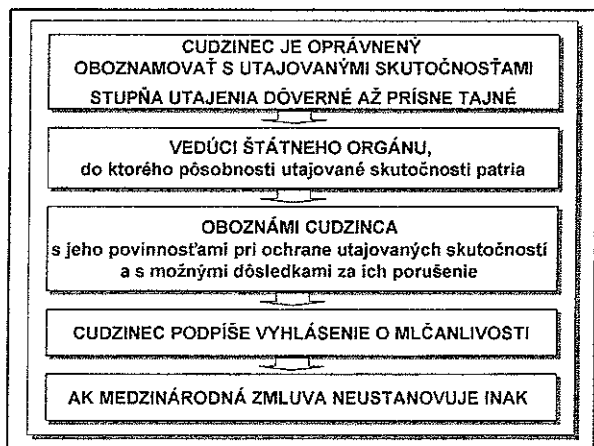 CUDZINEC JE OPRÁVNENÝ
OBOZNAMOVAŤ S UTAJOVANÝMI SKUTOČNOSŤAMI
STUPŇA UTAJENIA DÔVERNÉ AŽ PRÍSNE TAJNÉ
VEDÚCI ŠTÁTNEHO ORGÁNU,
do ktorého pôsobnosti utajované skutočnosti patria
OBOZNÁMI CUDZINCA
s jeho povinnosťami pri ochrane utajovaných skutočností
a s možnými dôsledkami za ich porušenie
CUDZINEC PODPÍŠE VYHLÁSENIE O MLČANLIVOSTI
AK MEDZINÁRODNÁ ZMLUVA NEUSTANOVUJE INAK